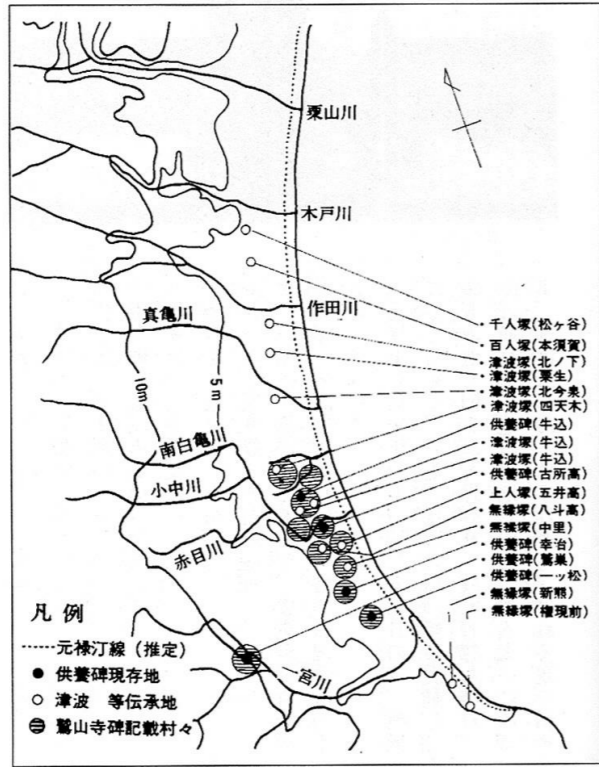 栗山川
木戸川
作田川
真亀川
10m
5m
南白亀川
小中川
赤目川
一宮川
・千人塚(松ヶ谷)
・百人塚(本須賀)
・津波塚(北ノ下)
・津波塚(粟生)
・津波塚(北今泉)
・津波塚(四天木)
・供養碑(牛込)
・津波塚(牛込)
・津波塚(牛込)
・供養碑(古所高)
・上人塚(五井高)
・無縁塚(八斗高)
・無縁塚(中里)
・供養碑(幸治)
・供養碑(鷲巣)
・供養碑(一ッ松)
・無縁塚(新熊)
・無縁塚(権現前)
凡例
元禄汀線(推定)
供養碑現存地
津波 等伝承地
鷲山寺碑記載村々